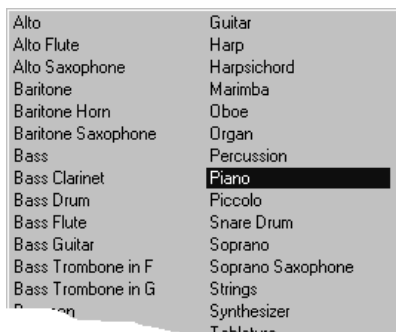 Alto
Alto Flute
Alto Saxophone
Baritone
Baritone Horn
Baritone Saxophone
Bass
Bass Clarinet
Bass Drum
Bass Flute
Bass Guitar
Bass Trombone in F
Bass Trombone in G
Guitar
Harp
Harpsichord
Marimba
Oboe
Organ
Percussion
Piano
Piccolo
Snare Drum
Soprano
Soprano Saxophone
Strings
Synthesizer